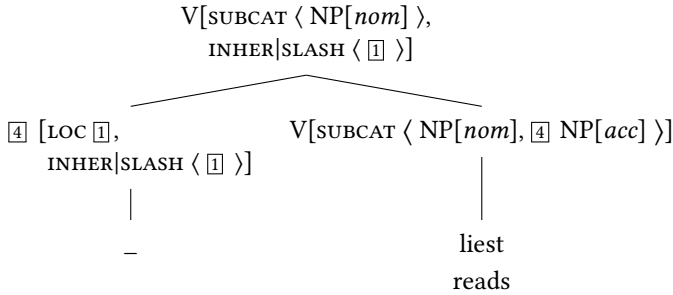 V[SUBCAT ⟨ NP[nom] ⟩,
INHER|SLASH ⟨ 1 ⟩]
4 [LOC 1, V[SUBCAT ⟨ NP[nom], 4 NP[acc] ⟩]
INHER|SLASH ⟨ 1 ⟩]
_ liest
reads